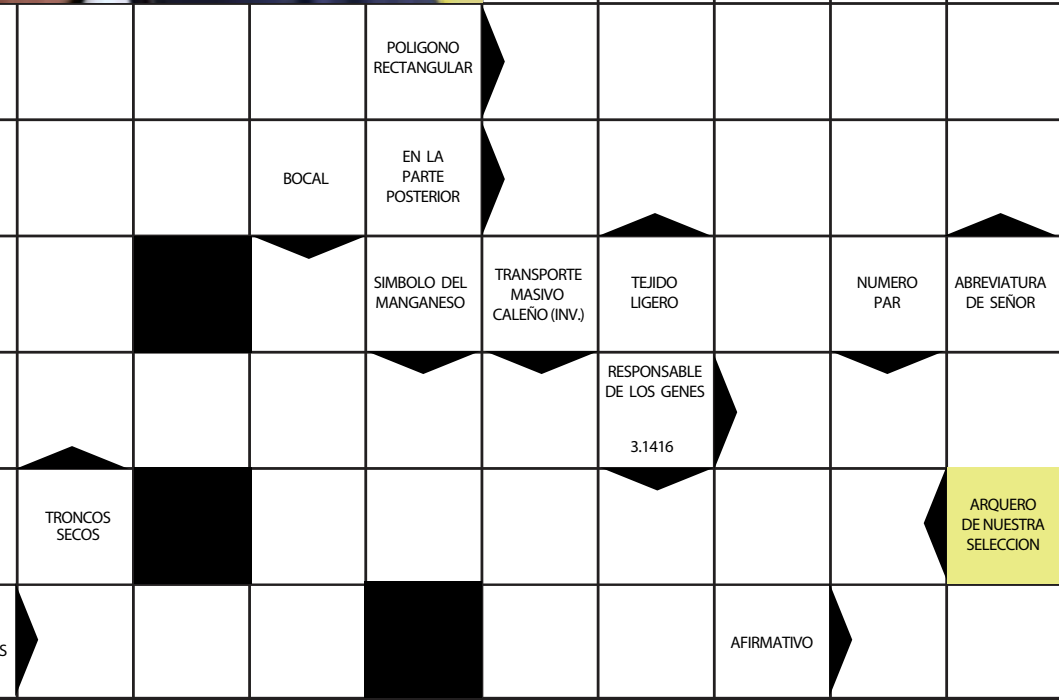 POLIGONO
RECTANGULAR
BOCAL
EN LA
PARTE
POSTERIOR
SIMBOLO DEL
MANGANESO
TRANSPORTE
MASIVO
CALEÑO (INV.)
TEJIDO
LIGERO
NUMERO
PAR
ABREVIATURA
DE SEÑOR
RESPONSABLE
DE LOS GENES
3.1416
TRONCOS
SECOS
ARQUERO
DE NUESTRA
SELECCION
S
AFIRMATIVO